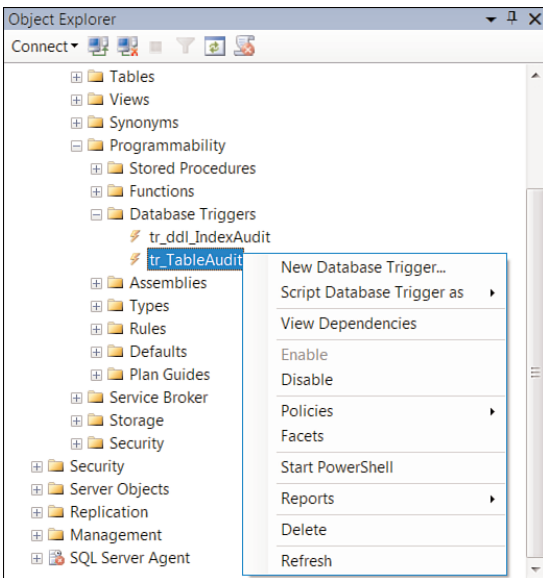 Object Explorer
Connect
Tables
Views
Synonyms
Programmability
Stored Procedures
Functions
Database Triggers
tr_ddl_IndexAudit
tr_TableAudit
Assemblies
Types
Rules
Defaults
Plan Guides
Service Broker
Storage
Security
Security
Server Objects
Replication
Management
SQL Server Agent
New Database Trigger...
Script Database Trigger as
View Dependencies
Enable
Disable
Policies
Facets
Start PowerShell
Reports
Delete
Refresh